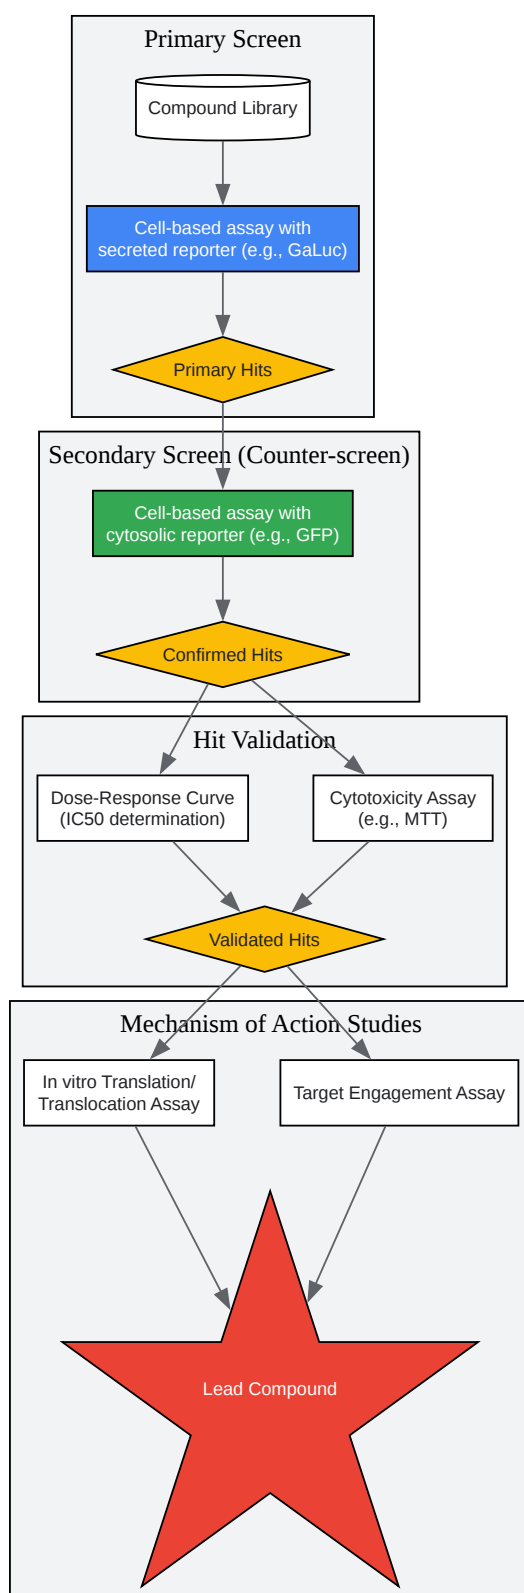 Primary Screen
Compound Library
Cell-based assay with
secreted reporter (e.g., GaLuc)
Primary Hits
Secondary Screen (Counter-screen)
Cell-based assay with
cytosolic reporter (e.g., GFP)
Confirmed Hits
Hit Validation
Dose-Response Curve
(IC50 determination)
Cytotoxicity Assay
(e.g., MTT)
Validated Hits
Mechanism of Action Studies
In vitro Translation/
Translocation Assay
Target Engagement Assay
Lead Compound